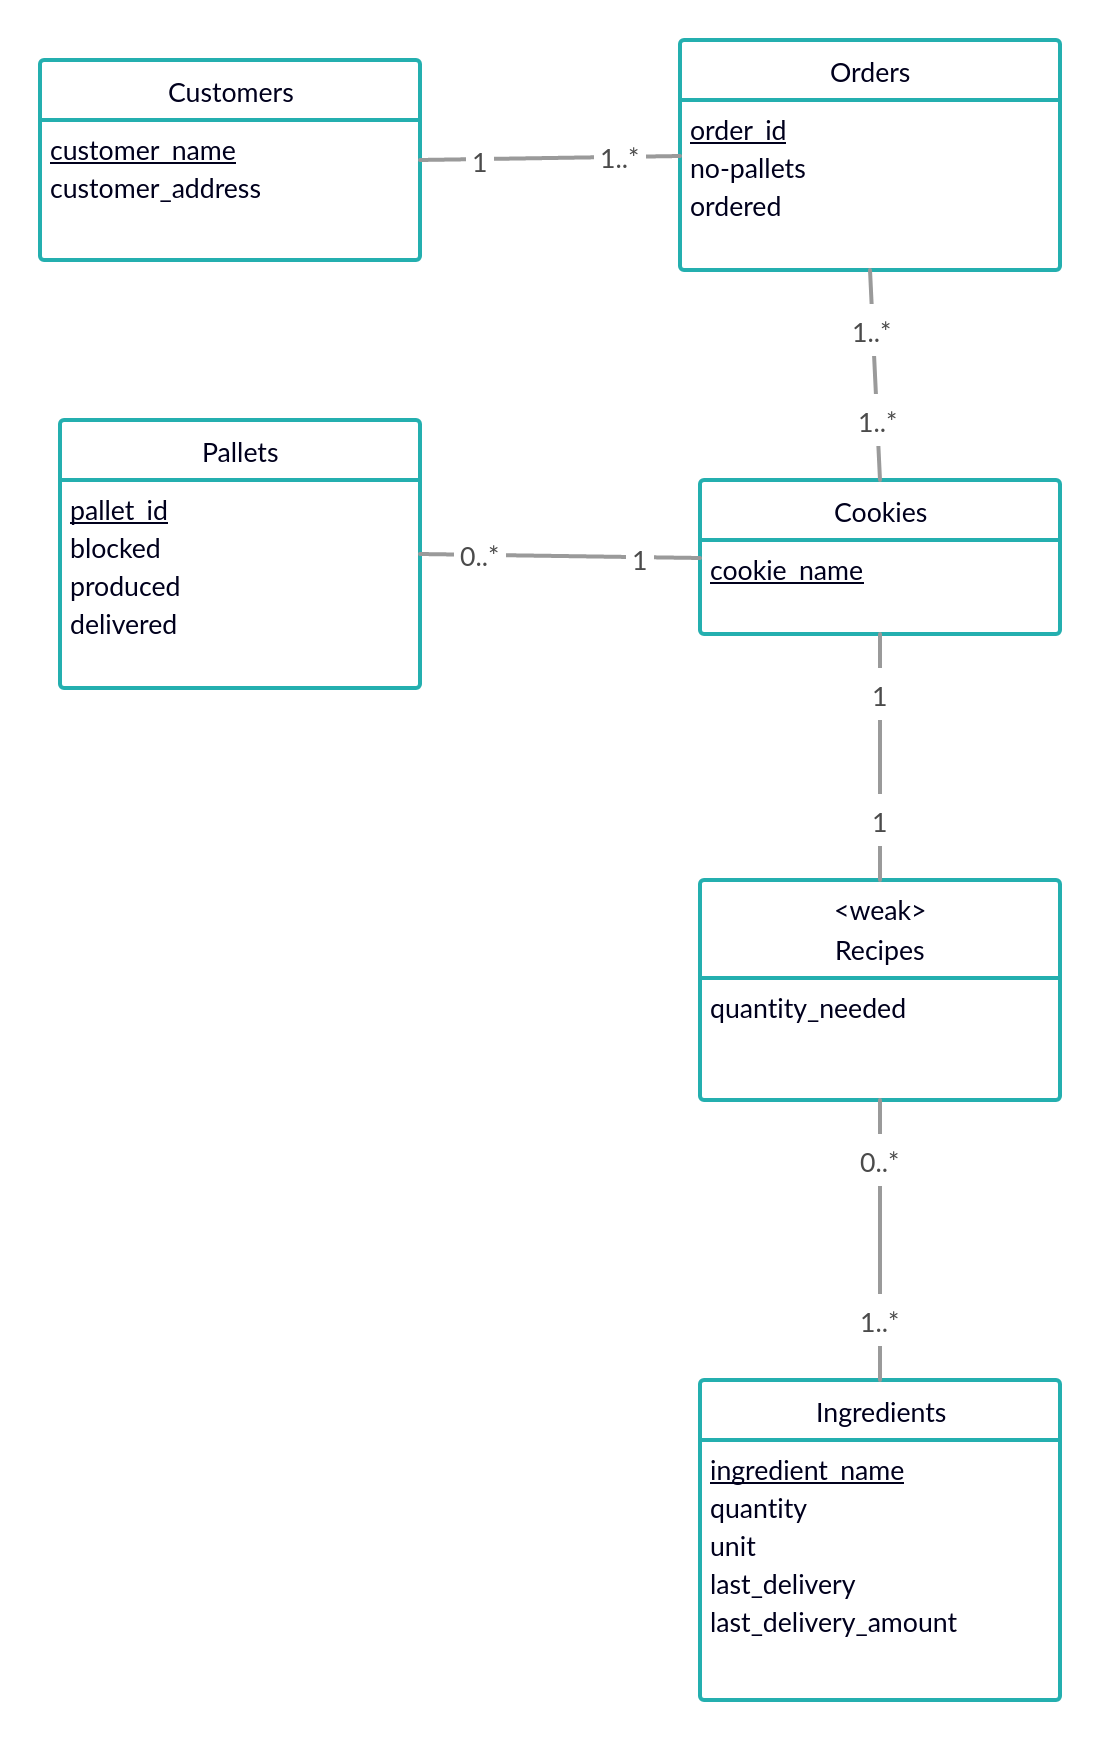 Customers
customer_name
customer_address
1
1..*
Orders
order_id
no-pallets
ordered
1..*
1..*
Pallets
pallet_id
blocked
produced
delivered
0..*
1
Cookies
cookie_name
1
1
<weak>
Recipes
quantity_needed
0..*
1..*
Ingredients
ingredient_name
quantity
unit
last_delivery
last_delivery_amount